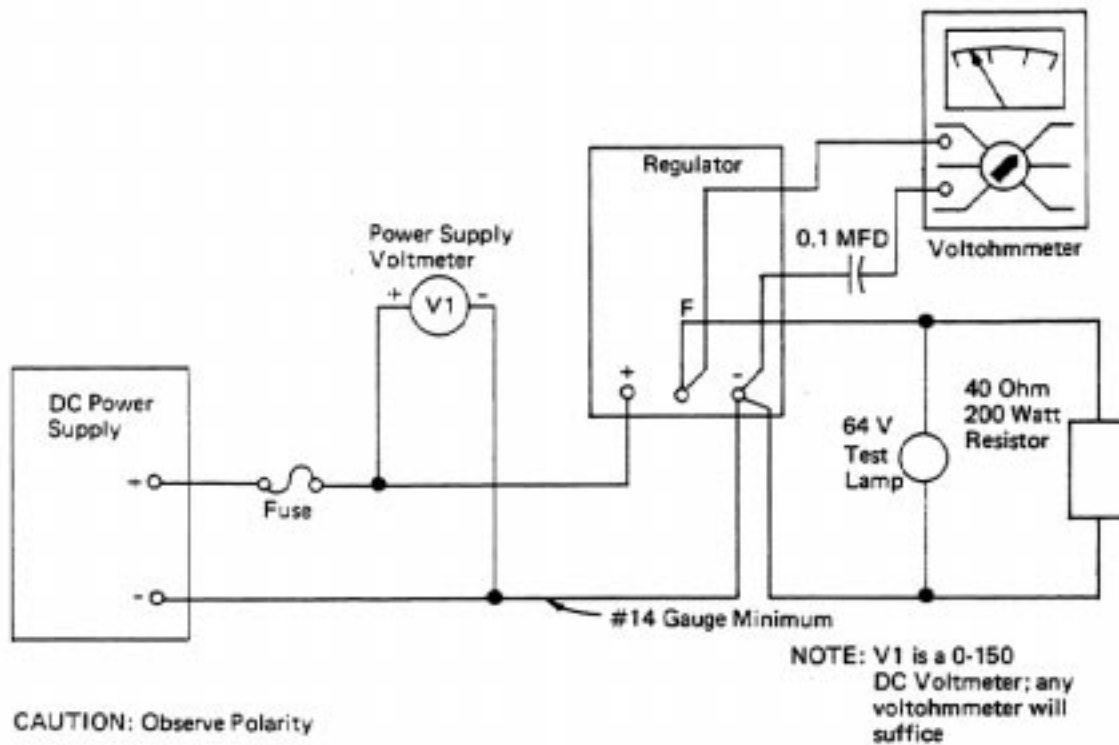 Regulator
Voltohmmeter
0.1 MFD
Power Supply
Voltmeter
+
V1
-
F
+
-
DC Power
Supply
+
-
Fuse
64 V
Test
Lamp
40 Ohm
200 Watt
Resistor
#14 Gauge Minimum
NOTE: V1 is a 0-150
DC Voltmeter; any
voltohmmeter will
suffice
CAUTION: Observe Polarity